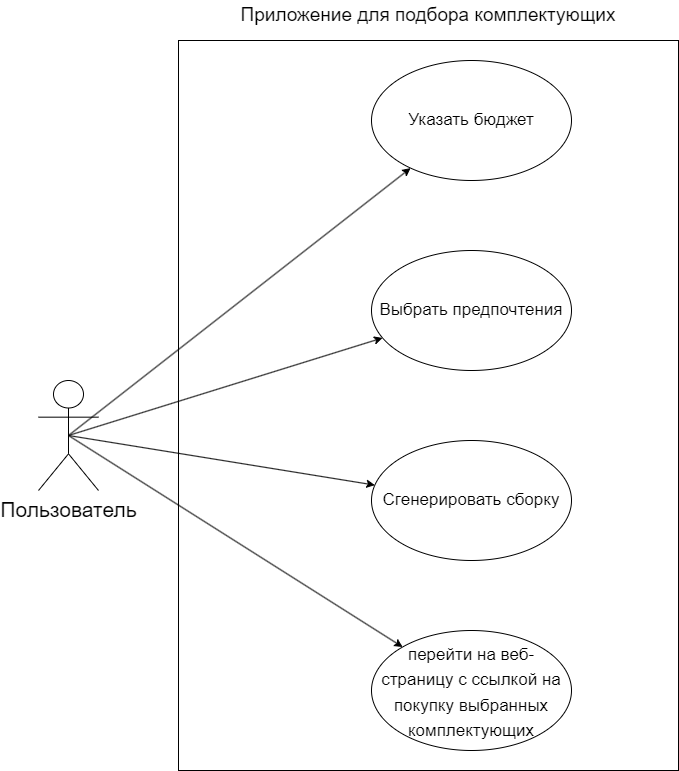 Приложение для подбора комплектующих
Указать бюджет
Выбрать предпочтения
Сгенерировать сборку
Пользователь
перейти на веб-
страницу с ссылкой на
покупку выбранных
комплектующих